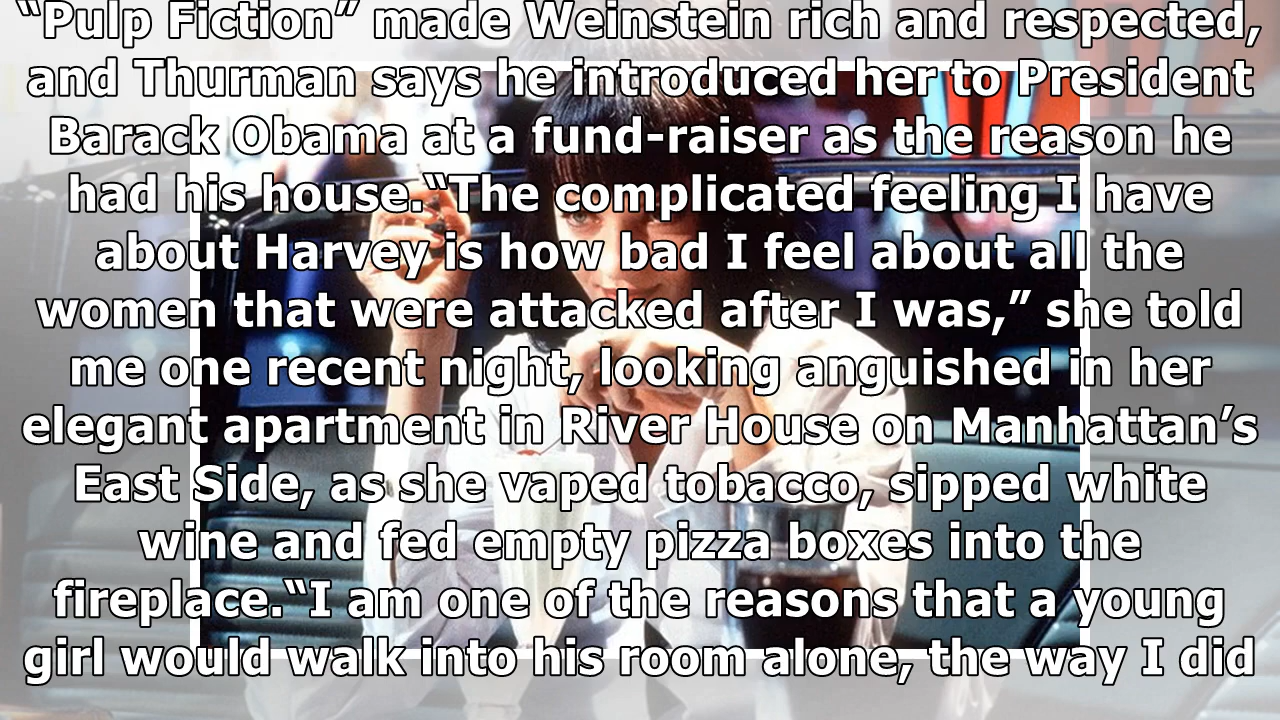 “Pulp Fiction” made Weinstein rich and respected,
and Thurman says he introduced her to President
Barack Obama at a fund-raiser as the reason he
had his house.“The complicated feeling I have
about Harvey is how bad I feel about all the
women that were attacked after I was,” she told
me one recent night, looking anguished in her
elegant apartment in River House on Manhattan’s
East Side, as she vaped tobacco, sipped white
wine and fed empty pizza boxes into the
fireplace.“I am one of the reasons that a young
girl would walk into his room alone, the way I did